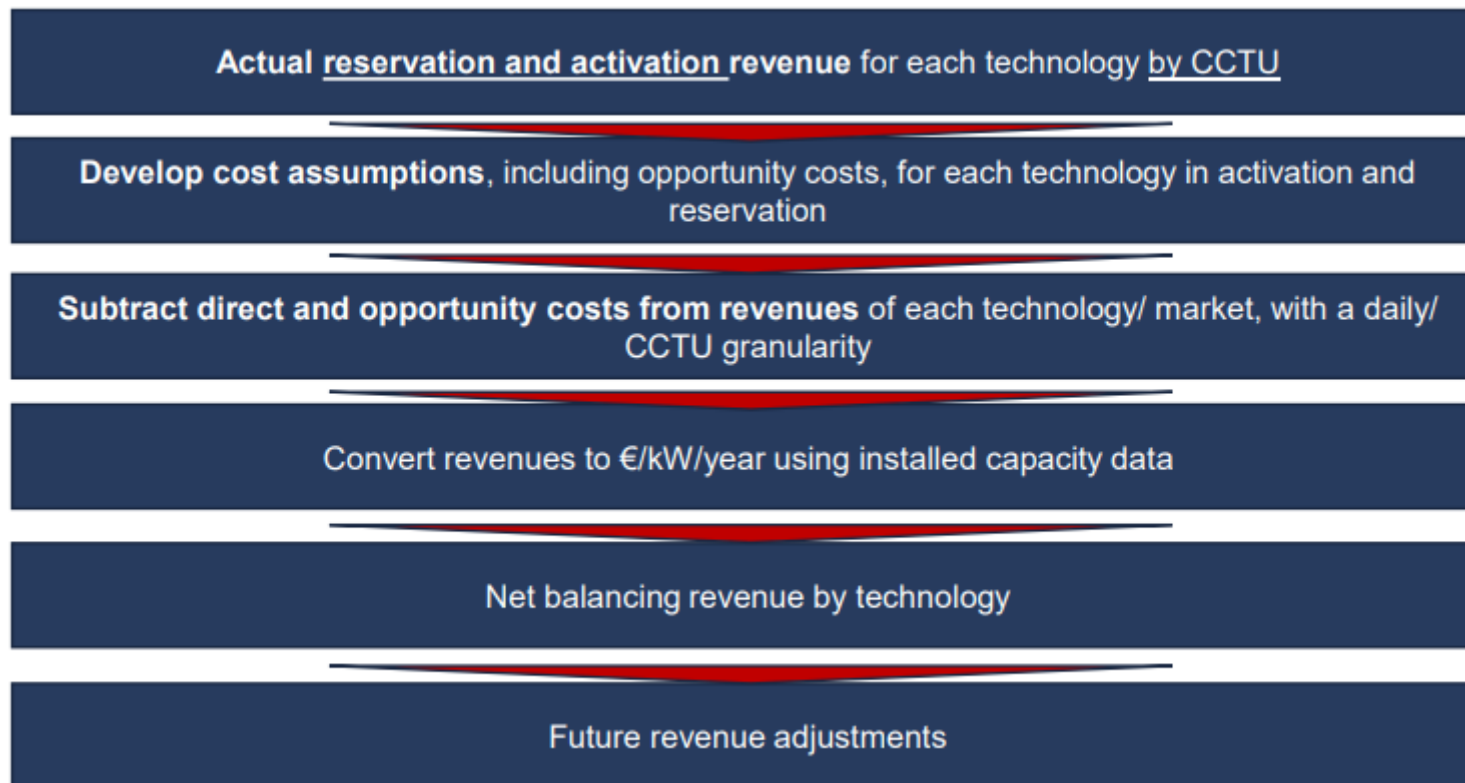 Actual reservation and activation revenue for each technology by CCTU
Develop cost assumptions, including opportunity costs, for each technology in activation and
reservation
Subtract direct and opportunity costs from revenues of each technology/ market, with a daily/
CCTU granularity
Convert revenues to €/kW/year using installed capacity data
Net balancing revenue by technology
Future revenue adjustments